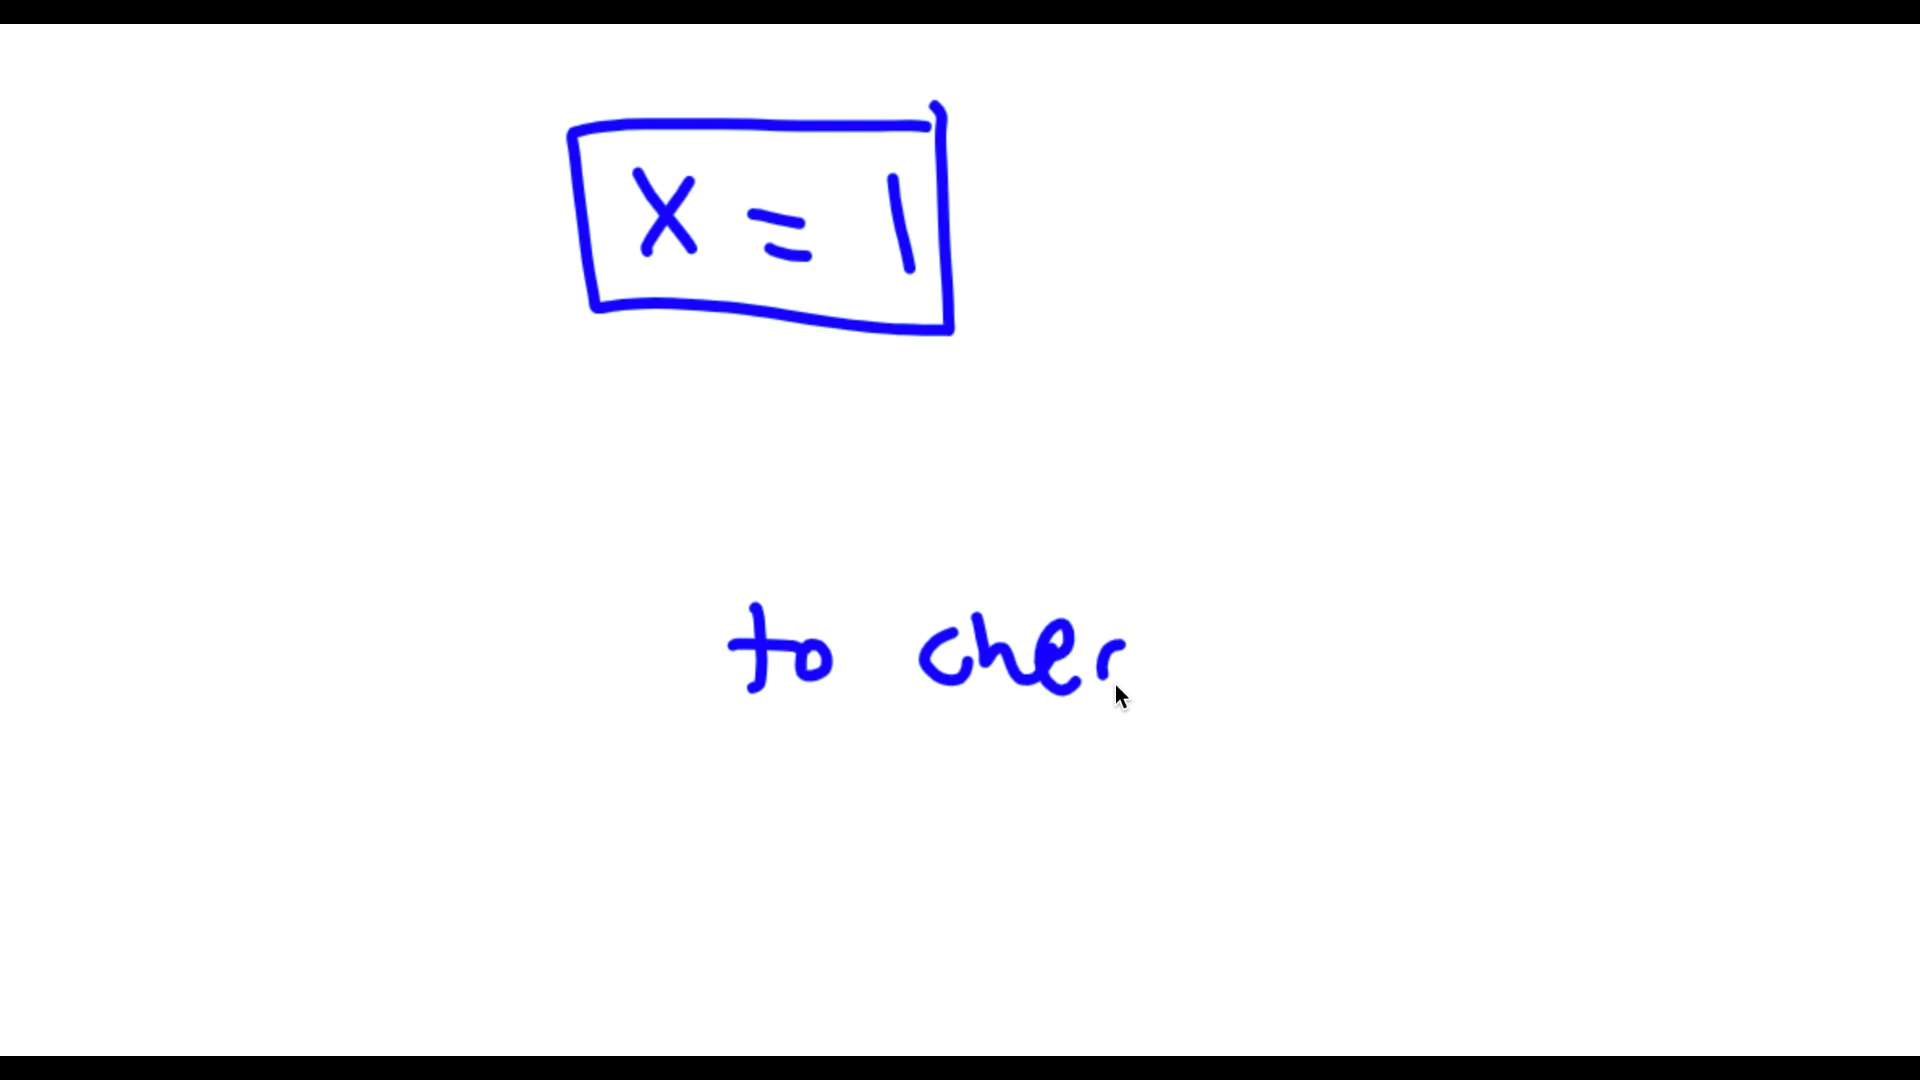 x = 1
to cher